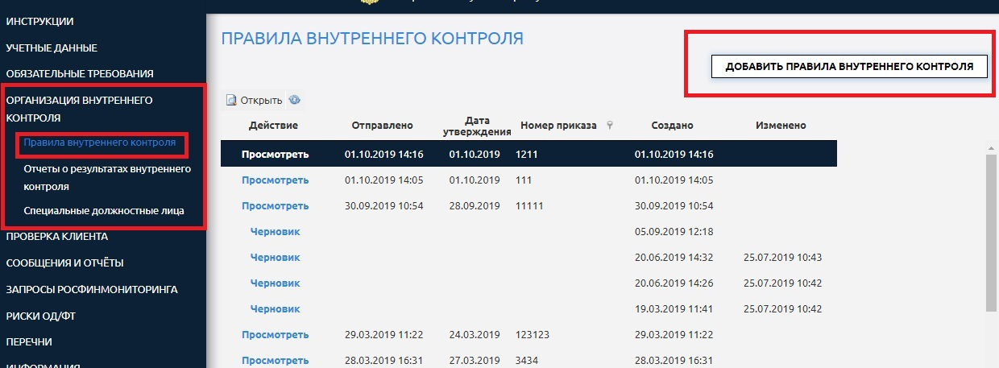 ИНСТРУКЦИИ
УЧЕТНЫЕ ДАННЫЕ
ОБЯЗАТЕЛЬНЫЕ ТРЕБОВАНИЯ
ОРГАНИЗАЦИЯ ВНУТРЕННЕГО
КОНТРОЛЯ
Правила внутреннего контроля
Отчеты о результатах внутреннего
контроля
Специальные должностные лица
ПРОВЕРКА КЛИЕНТА
СООБЩЕНИЯ И ОТЧЁТЫ
ЗАПРОСЫ РОСФИНМОНИТОРИНГА
РИСКИ ОД/ФТ
ПЕРЕЧНИ
ИНФОРМАЦИЯ
ПРАВИЛА ВНУТРЕННЕГО КОНТРОЛЯ
ДОБАВИТЬ ПРАВИЛА ВНУТРЕННЕГО КОНТРОЛЯ
Открыть
Действие Отправлено Дата утверждения Номер приказа Создано Изменено
Просмотреть 01.10.2019 14:16 01.10.2019 1211 01.10.2019 14:16
Просмотреть 01.10.2019 14:05 01.10.2019 111 01.10.2019 14:05
Просмотреть 30.09.2019 10:54 28.09.2019 11111 30.09.2019 10:54
Черновик 05.09.2019 12:18
Черновик 20.06.2019 14:32 25.07.2019 10:43
Черновик 20.06.2019 14:26 25.07.2019 10:42
Черновик 19.03.2019 11:41 25.07.2019 10:42
Просмотреть 29.03.2019 11:22 24.03.2019 123123 29.03.2019 11:22
Просмотреть 28.03.2019 16:31 27.03.2019 3434 28.03.2019 16:31